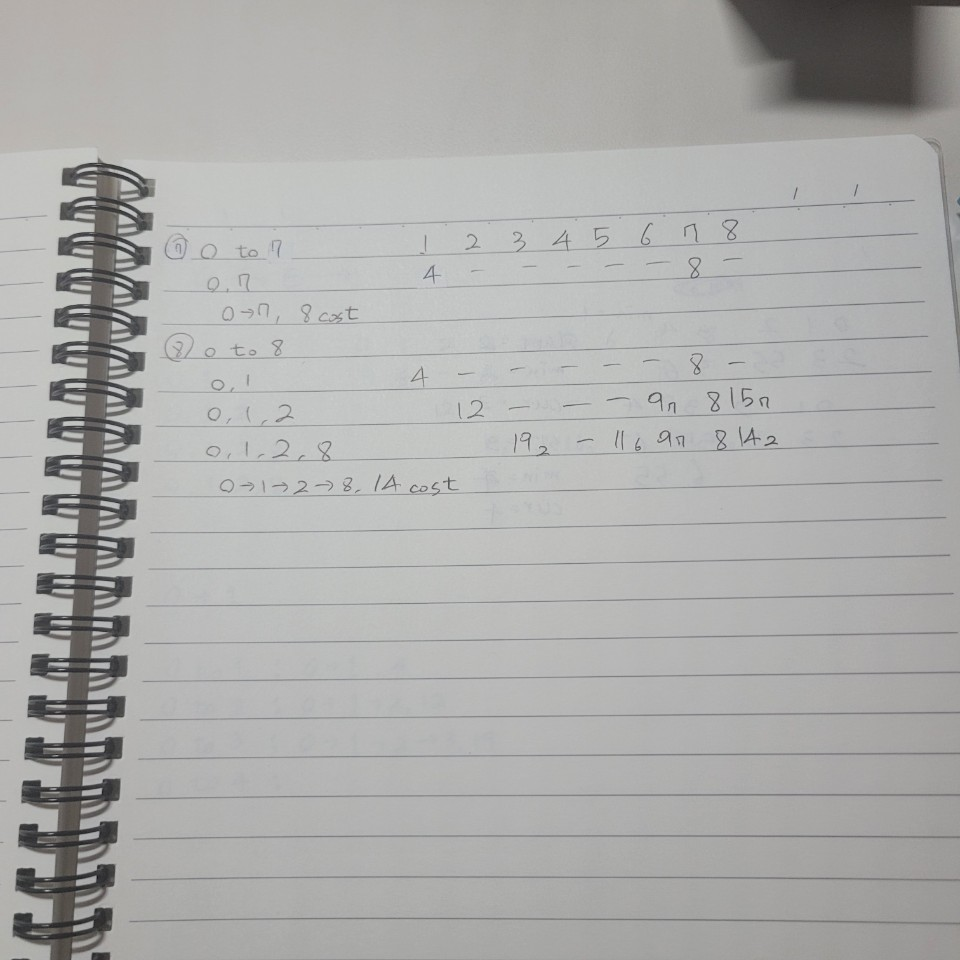 ⑦ 0 to 7 1 2 3 4 5 6 7 8
0,7 4 - - - - - 8 -
0→7, 8 cost
⑧ 0 to 8
0,1 4 - - - - - 8 -
0,1,2 12 - - - 9₇ 8 15₇
0,1,2,8 19₂ - 11₆ 9₇ 8 14₂
0→1→2→8, 14 cost